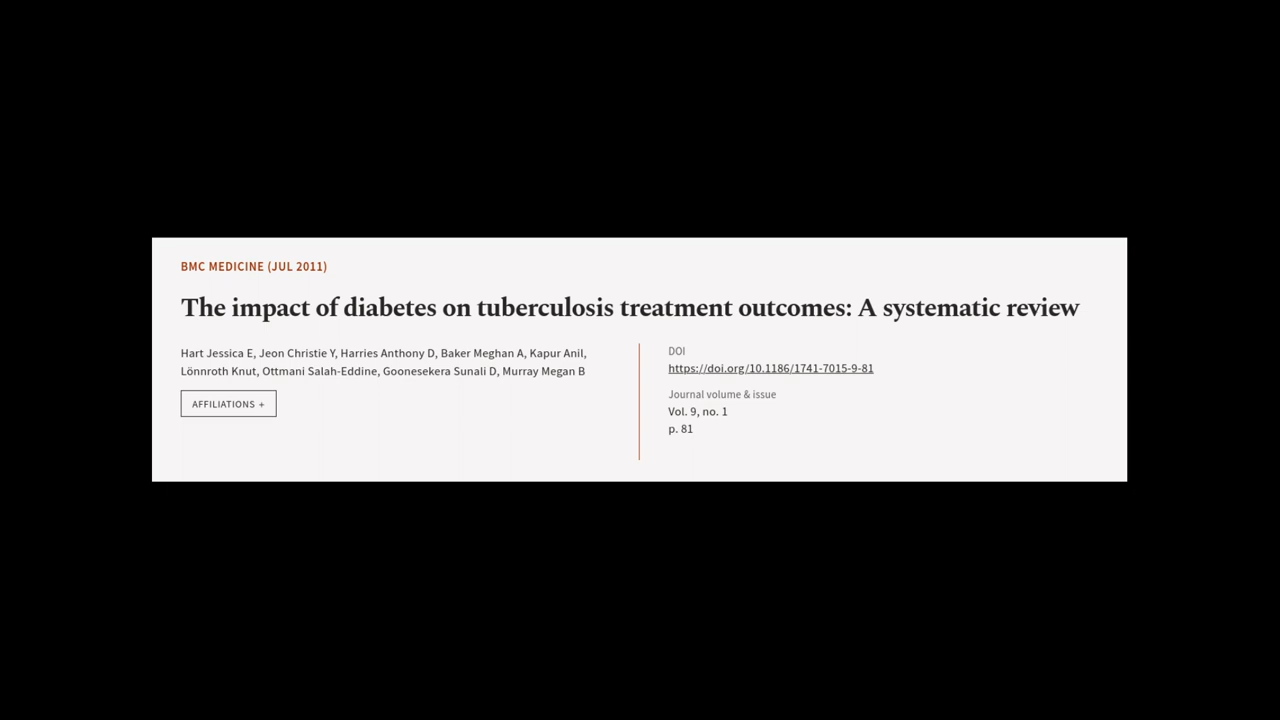 BMC MEDICINE (JUL 2011)
The impact of diabetes on tuberculosis treatment outcomes: A systematic review
Hart Jessica E, Jeon Christie Y, Harries Anthony D, Baker Meghan A, Kapur Anil,
Lönnroth Knut, Ottmani Salah-Eddine, Goonesekera Sunali D, Murray Megan B
AFFILIATIONS +
DOI
https://doi.org/10.1186/1741-7015-9-81
Journal volume & issue
Vol. 9, no. 1
p. 81